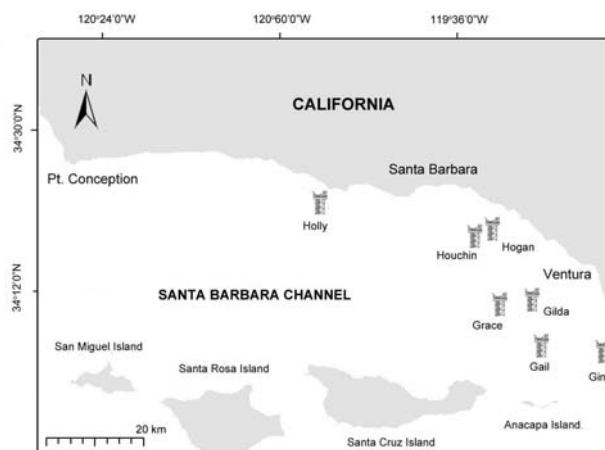 120°24'0"W
120°60'0"W
119°36'0"W
N
CALIFORNIA
34°30'0"N
Santa Barbara
Pt. Conception
Holly
Houchin
Hogan
Ventura
34°12'0"N
SANTA BARBARA CHANNEL
Grace
Gilda
San Miguel Island
Santa Rosa Island
Gail
Gin
Anacapa Island.
20 km
Santa Cruz Island